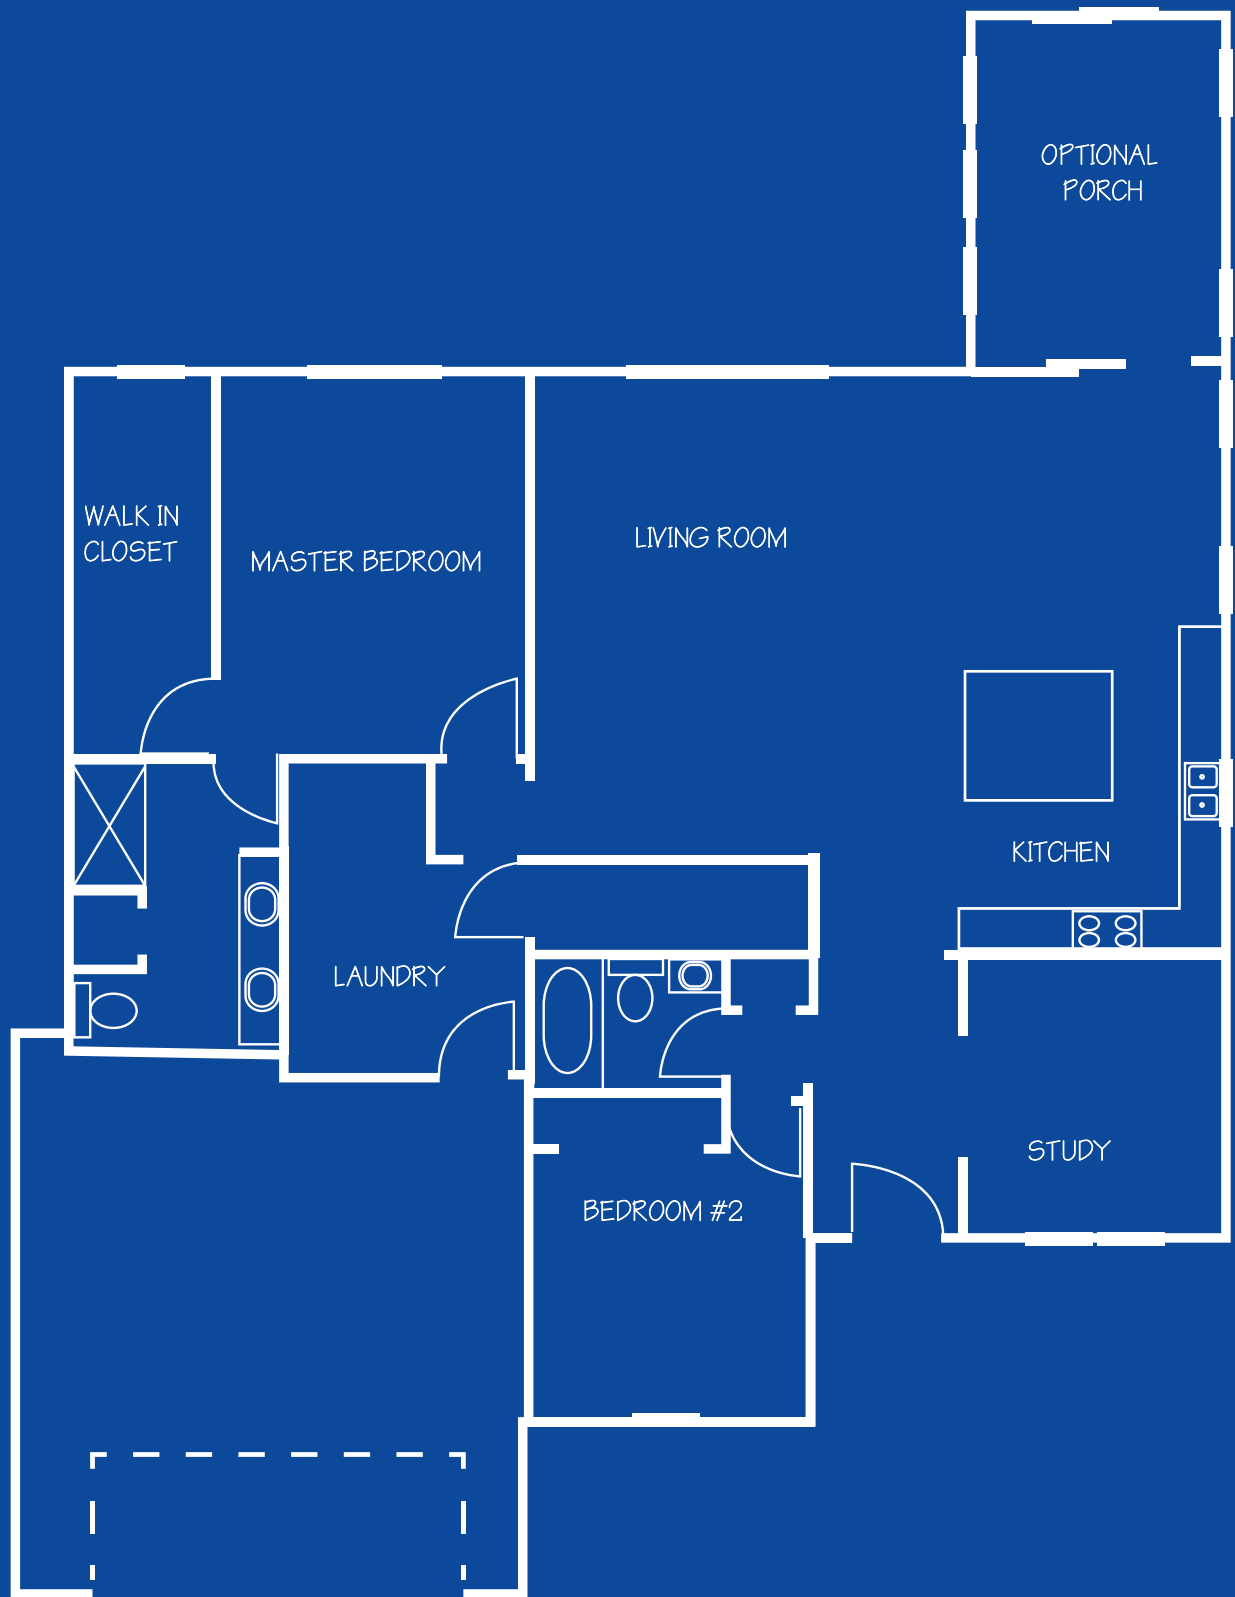 OPTIONAL
PORCH
WALK IN
CLOSET
MASTER BEDROOM
LIVING ROOM
KITCHEN
LAUNDRY
STUDY
BEDROOM #2